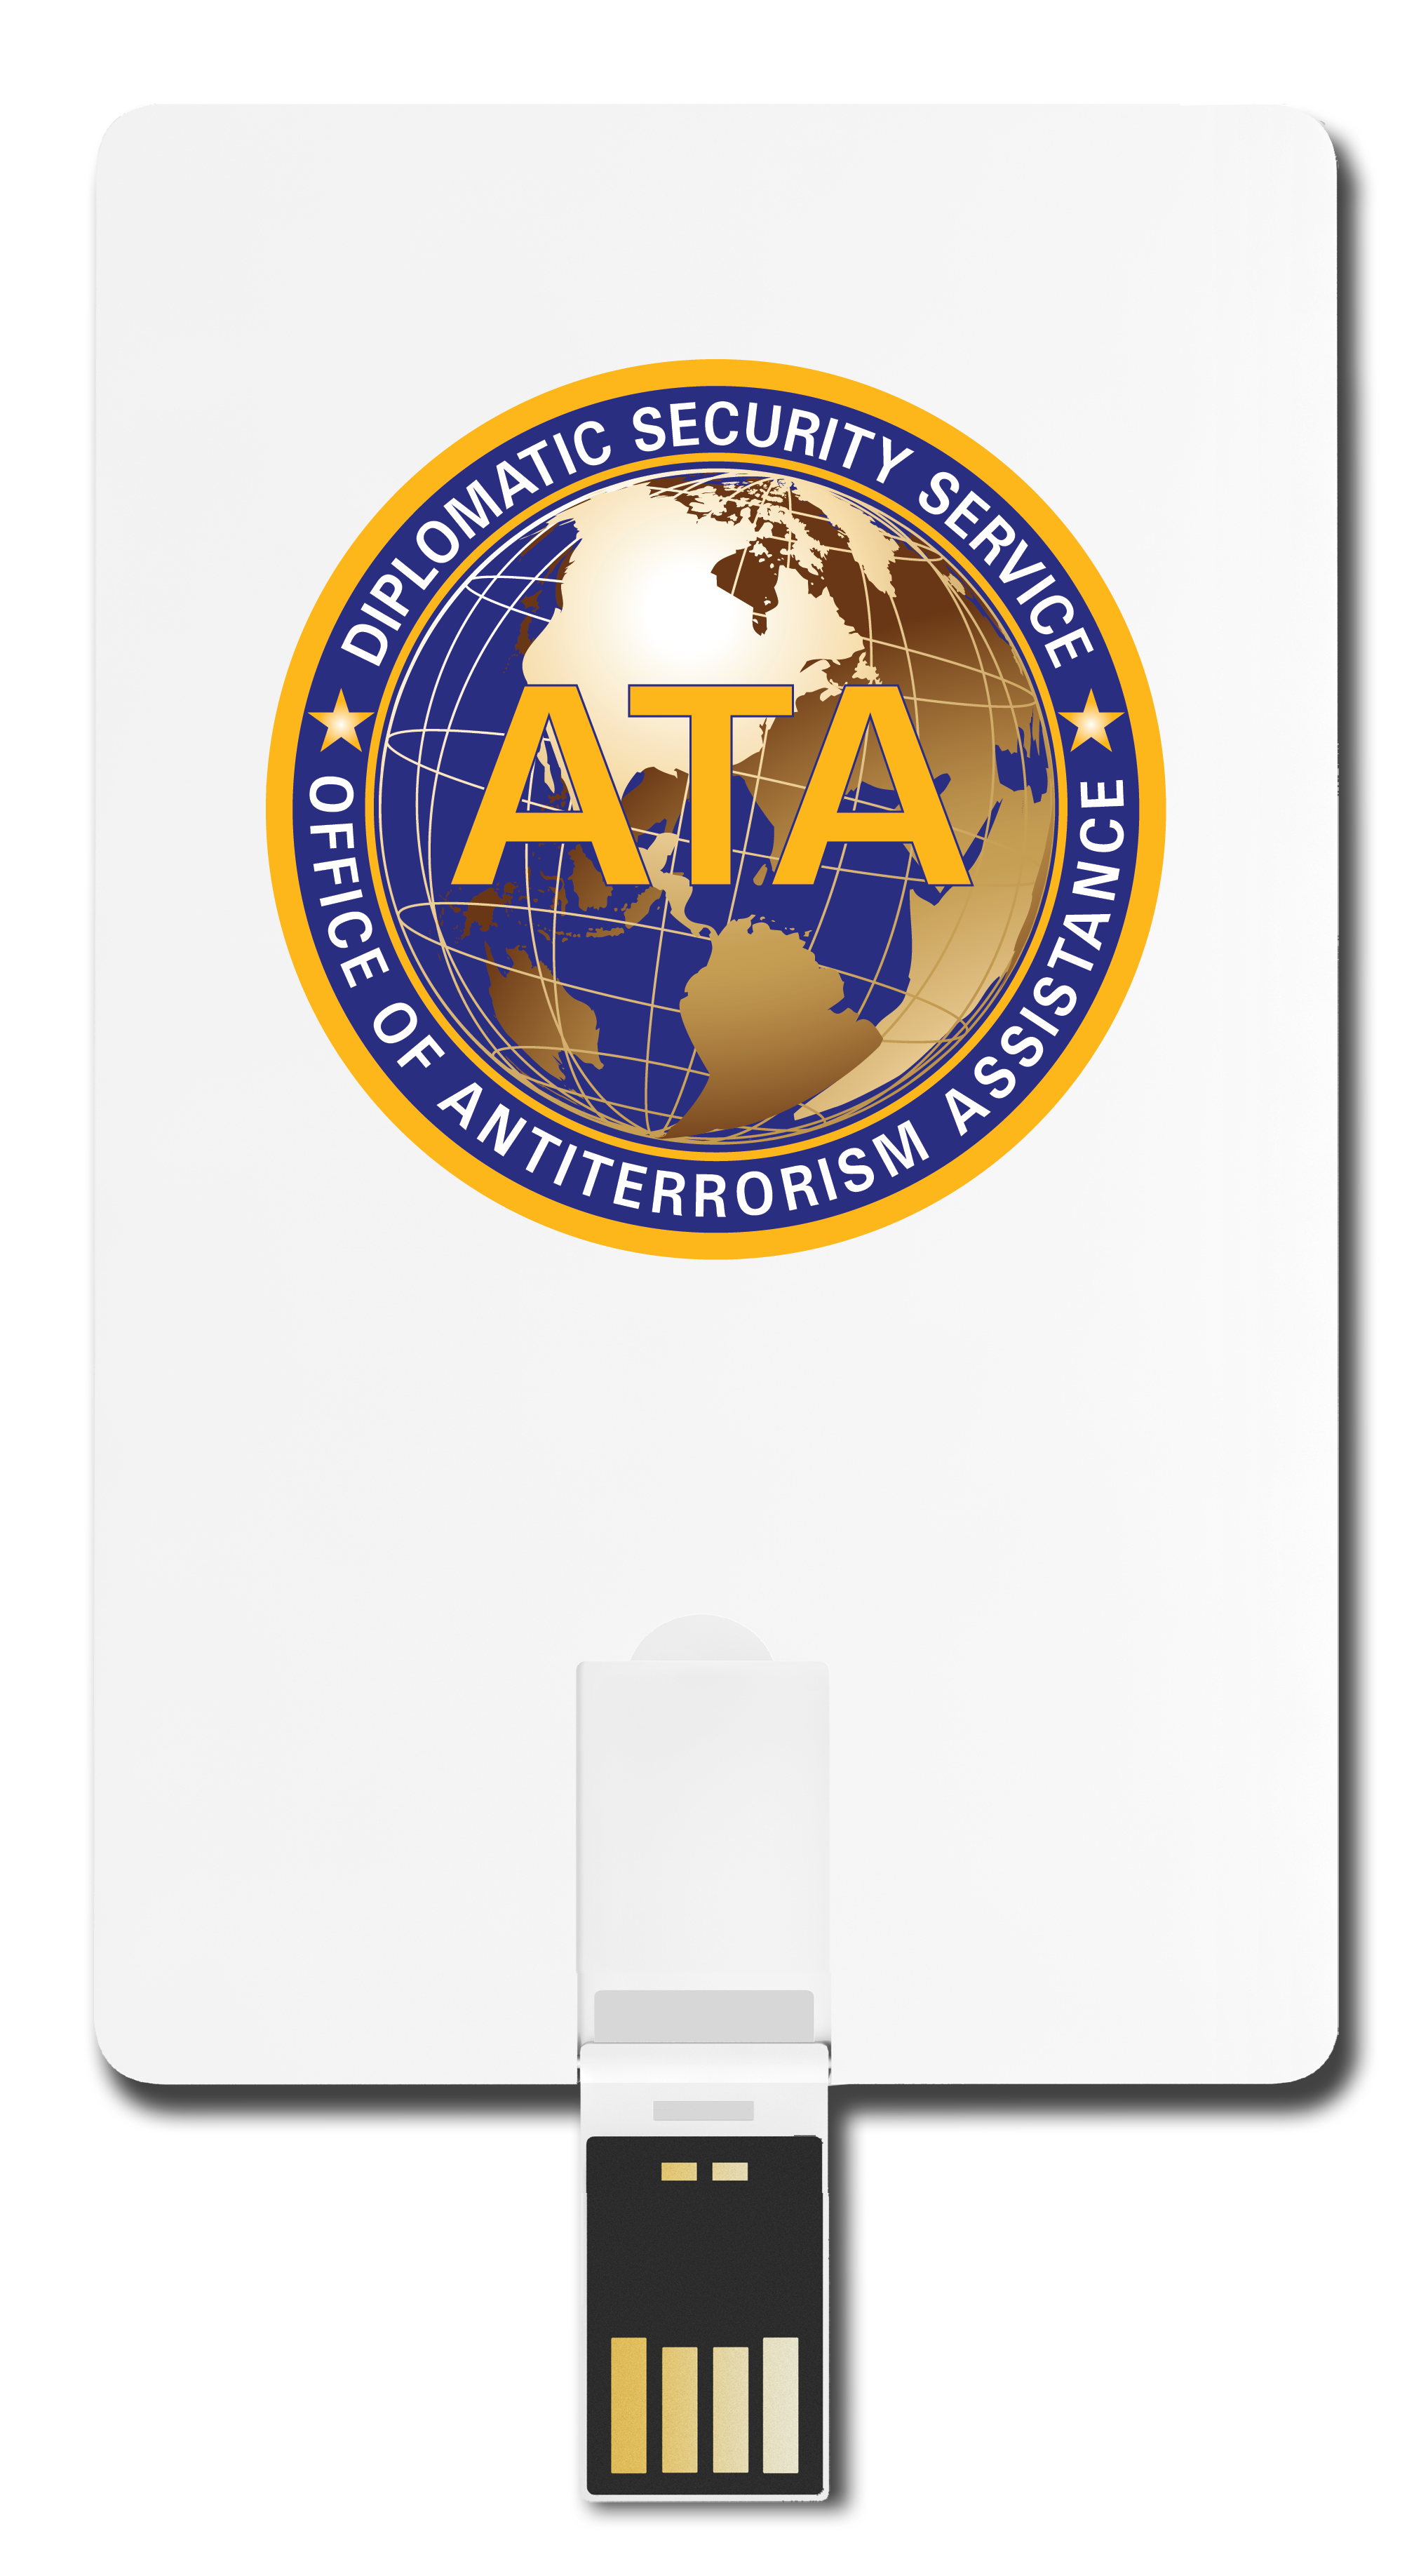 DIPLOMATIC SECURITY SERVICE
ATA
OFFICE OF ANTITERRORISM ASSISTANCE